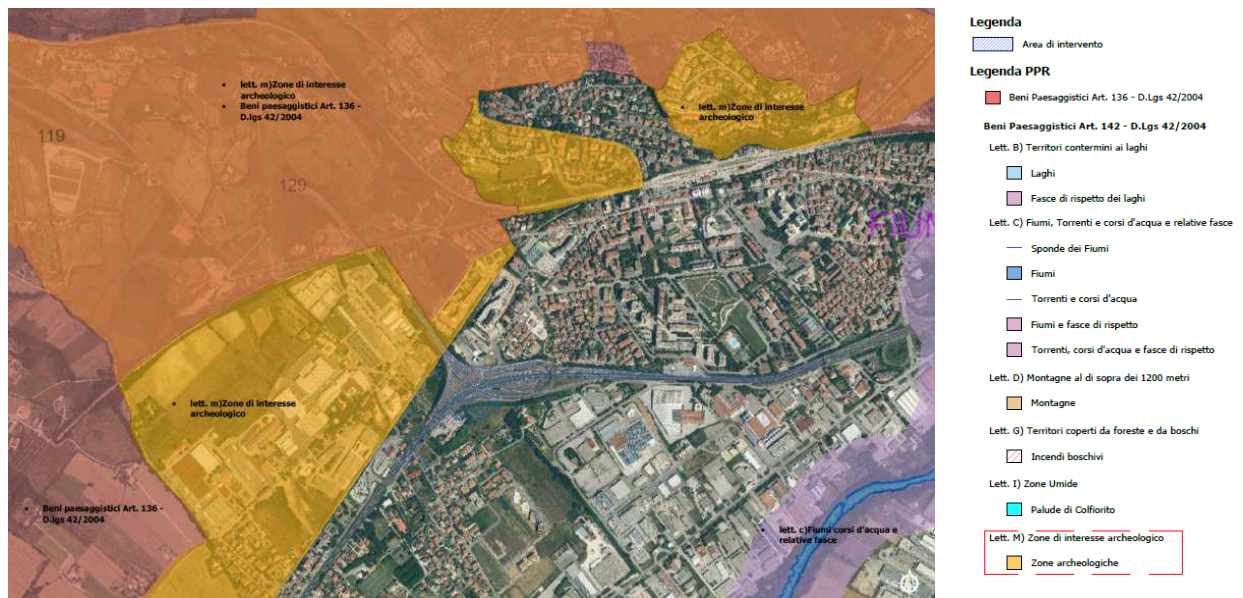 • lett. m)Zone di interesse
archeologico
• Beni paesaggistici Art. 136 -
D.lgs 42/2004
• lett. m)Zone di interesse
archeologico
119
129
FIUM
• lett. m)Zone di interesse
archeologico
• Beni paesaggistici Art. 136 -
D.lgs 42/2004
• lett. c)Fiumi corsi d'acqua e
relative fasce
Legenda
Area di intervento
Legenda PPR
Beni Paesaggistici Art. 136 - D.Lgs 42/2004
Beni Paesaggistici Art. 142 - D.Lgs 42/2004
Lett. B) Territori contermini ai laghi
Laghi
Fasce di rispetto dei laghi
Lett. C) Fiumi, Torrenti e corsi d'acqua e relative fasce
Sponde dei Fiumi
Fiumi
Torrenti e corsi d'acqua
Fiumi e fasce di rispetto
Torrenti, corsi d'acqua e fasce di rispetto
Lett. D) Montagne al di sopra dei 1200 metri
Montagne
Lett. G) Territori coperti da foreste e da boschi
Incendi boschivi
Lett. I) Zone Umide
Palude di Colfiorito
Lett. M) Zone di interesse archeologico
Zone archeologiche